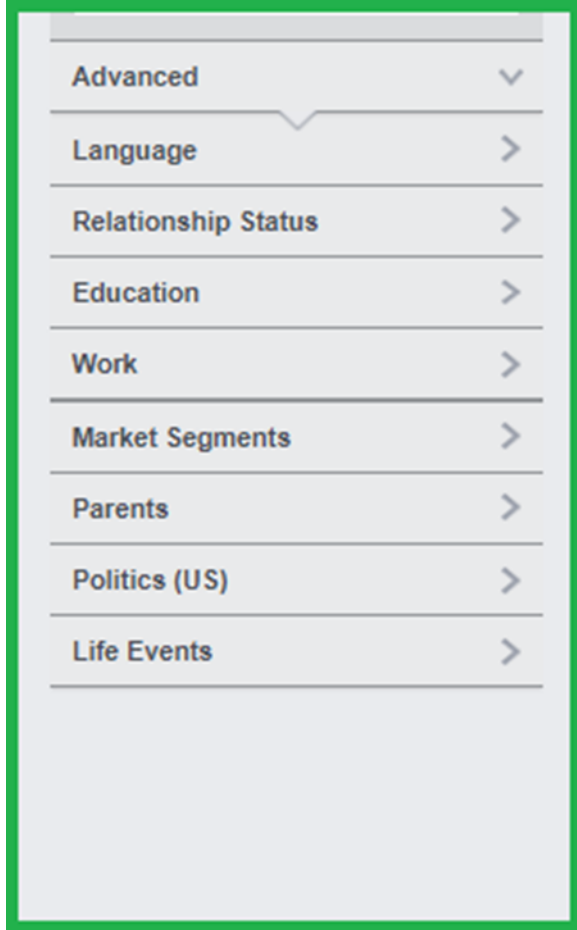 Advanced
Language
Relationship Status
Education
Work
Market Segments
Parents
Politics (US)
Life Events